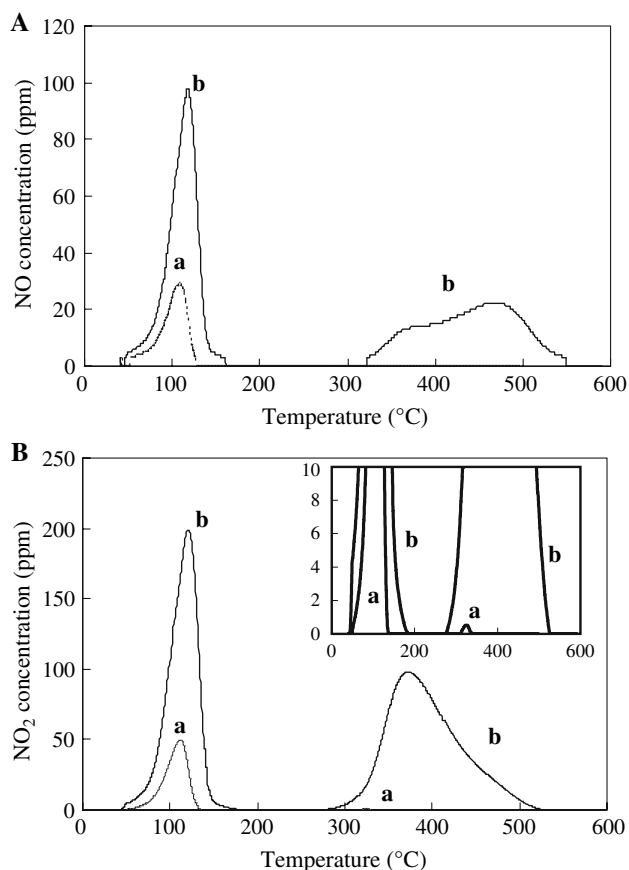 A
NO concentration (ppm)
120
100
80
60
40
20
0
b
a
b
0 100 200 300 400 500 600
Temperature (°C)
B
NO₂ concentration (ppm)
250
200
150
100
50
0
b
a
b
a
10
8
6
4
2
0
b
b
a
a
0 200 400 600
0 100 200 300 400 500 600
Temperature (°C)